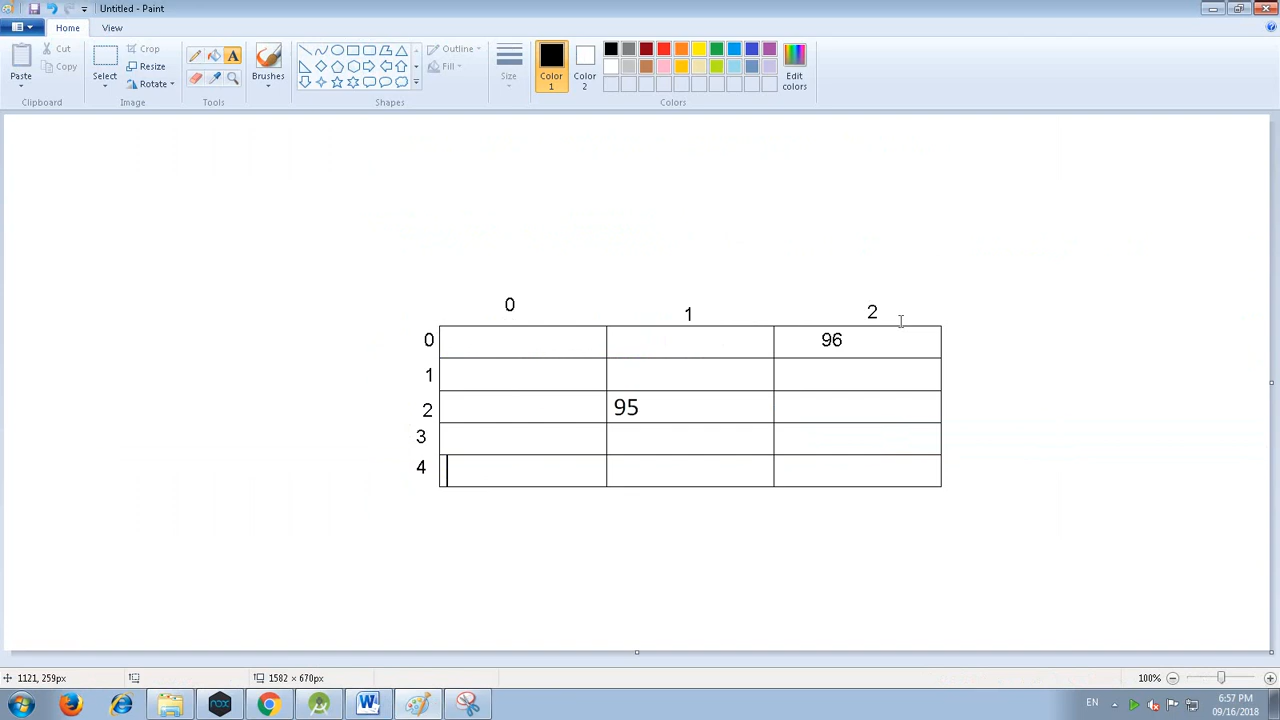 Untitled - Paint
Home
View
Paste
Cut
Copy
Clipboard
Select
Crop
Resize
Rotate
Image
A
Tools
Brushes
Outline
Fill
Shapes
Size
Color
1
Color
2
Edit
colors
Colors
0
1
2
0
96
1
2
95
3
4
1121, 259px
1582 × 670px
100%
nox
W
EN
6:57 PM
09/16/2018